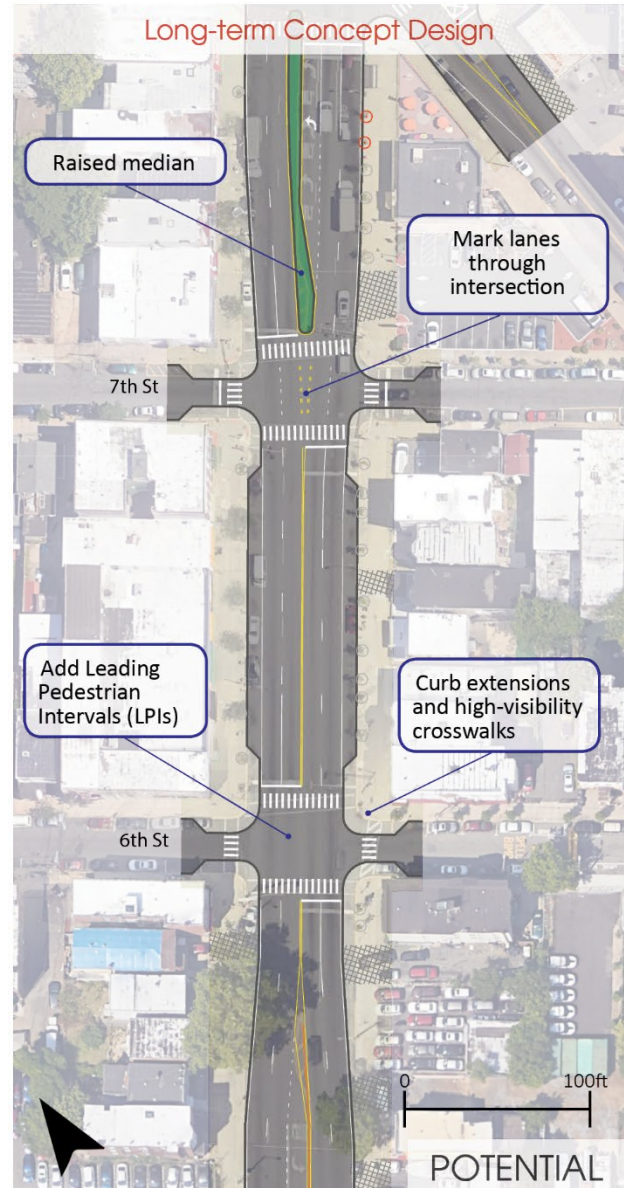 Long-term Concept Design
Raised median
Mark lanes
through
intersection
7th St
Add Leading
Pedestrian
Intervals (LPIs)
Curb extensions
and high-visibility
crosswalks
6th St
0
100ft
POTENTIAL